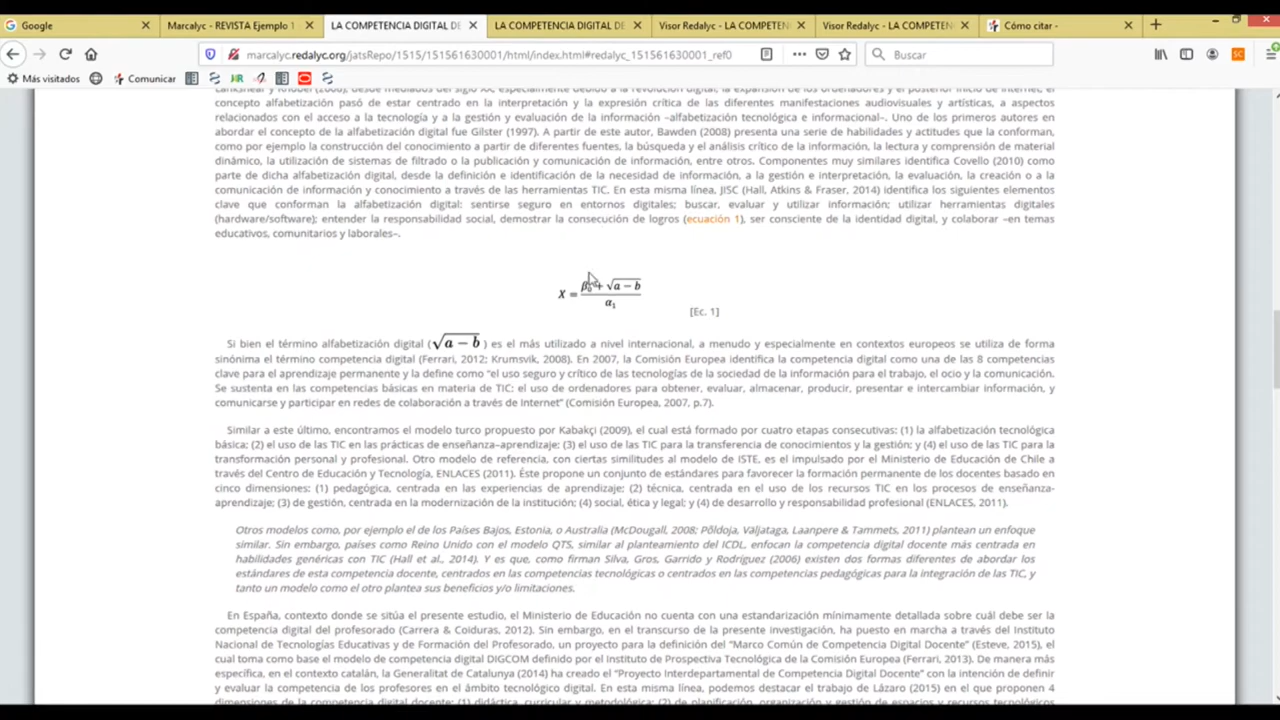 Google
Marcalyc - REVISTA Ejemplo 1
LA COMPETENCIA DIGITAL DE
LA COMPETENCIA DIGITAL DE
Visor Redalyc - LA COMPETEN
Visor Redalyc - LA COMPETEN
Cómo citar -
marcalyc.redalyc.org/jatsRepo/1515/151561630001/html/index.html#redalyc_151561630001_ref0
Buscar
Más visitados
Comunicar
concepto alfabetización pasó de estar centrado en la interpretación y la expresión crítica de las diferentes manifestaciones audiovisuales y artísticas, a aspectos
relacionados con el acceso a la tecnología y a la gestión y evaluación de la información –alfabetización tecnológica e informacional–. Uno de los primeros autores en
abordar el concepto de la alfabetización digital fue Gilster (1997). A partir de este autor, Bawden (2008) presenta una serie de habilidades y actitudes que la conforman,
como por ejemplo la construcción del conocimiento a partir de diferentes fuentes, la búsqueda y el análisis crítico de la información, la lectura y comprensión de material
dinámico, la utilización de sistemas de filtrado o la publicación y comunicación de información, entre otros. Componentes muy similares identifica Covello (2010) como
parte de dicha alfabetización digital, desde la definición e identificación de la necesidad de información, a la gestión e interpretación, la evaluación, la creación o a la
comunicación de información y conocimiento a través de las herramientas TIC. En esta misma línea, JISC (Hall, Atkins & Fraser, 2014) identifica los siguientes elementos
clave que conforman la alfabetización digital: sentirse seguro en entornos digitales; buscar, evaluar y utilizar información; utilizar herramientas digitales
(hardware/software); entender la responsabilidad social, demostrar la consecución de logros (ecuación 1), ser consciente de la identidad digital, y colaborar –en temas
educativos, comunitarios y laborales–.
X = β₀ + √a − b
α₁
[Ec. 1]
Si bien el término alfabetización digital (√a − b ) es el más utilizado a nivel internacional, a menudo y especialmente en contextos europeos se utiliza de forma
sinónima el término competencia digital (Ferrari, 2012; Krumsvik, 2008). En 2007, la Comisión Europea identifica la competencia digital como una de las 8 competencias
clave para el aprendizaje permanente y la define como “el uso seguro y crítico de las tecnologías de la sociedad de la información para el trabajo, el ocio y la comunicación.
Se sustenta en las competencias básicas en materia de TIC: el uso de ordenadores para obtener, evaluar, almacenar, producir, presentar e intercambiar información, y
comunicarse y participar en redes de colaboración a través de Internet” (Comisión Europea, 2007, p.7).
Similar a este último, encontramos el modelo turco propuesto por Kabakçi (2009), el cual está formado por cuatro etapas consecutivas: (1) la alfabetización tecnológica
básica; (2) el uso de las TIC en las prácticas de enseñanza–aprendizaje; (3) el uso de las TIC para la transferencia de conocimientos y la gestión; y (4) el uso de las TIC para la
transformación personal y profesional. Otro modelo de referencia, con ciertas similitudes al modelo de ISTE, es el impulsado por el Ministerio de Educación de Chile a
través del Centro de Educación y Tecnología, ENLACES (2011). Éste propone un conjunto de estándares para favorecer la formación permanente de los docentes basado en
cinco dimensiones: (1) pedagógica, centrada en las experiencias de aprendizaje; (2) técnica, centrada en el uso de los recursos TIC en los procesos de enseñanza-
aprendizaje; (3) de gestión, centrada en la modernización de la institución; (4) social, ética y legal; y (4) de desarrollo y responsabilidad profesional (ENLACES, 2011).
Otros modelos como, por ejemplo el de los Países Bajos, Estonia, o Australia (McDougall, 2008; Põldoja, Väljataga, Laanpere & Tammets, 2011) plantean un enfoque
similar. Sin embargo, países como Reino Unido con el modelo QTS, similar al planteamiento del ICDL, enfocan la competencia digital docente más centrada en
habilidades genéricas con TIC (Hall et al., 2014). Y es que, como firman Silva, Gros, Garrido y Rodríguez (2006) existen dos formas diferentes de abordar los
estándares de esta competencia docente, centrados en las competencias tecnológicas o centrados en las competencias pedagógicas para la integración de las TIC, y
tanto un modelo como el otro plantea sus beneficios y/o limitaciones.
En España, contexto donde se sitúa el presente estudio, el Ministerio de Educación no cuenta con una estandarización mínimamente detallada sobre cuál debe ser la
competencia digital del profesorado (Carrera & Coiduras, 2012). Sin embargo, en el transcurso de la presente investigación, ha puesto en marcha a través del Instituto
Nacional de Tecnologías Educativas y de Formación del Profesorado, un proyecto para la definición del “Marco Común de Competencia Digital Docente” (Esteve, 2015), el
cual toma como base el modelo de competencia digital DIGCOM definido por el Instituto de Prospectiva Tecnológica de la Comisión Europea (Ferrari, 2013). De manera más
específica, en el contexto catalán, la Generalitat de Catalunya (2014) ha creado el “Proyecto Interdepartamental de Competencia Digital Docente” con la intención de definir
y evaluar la competencia de los profesores en el ámbito tecnológico digital. En esta misma línea, podemos destacar el trabajo de Lázaro (2015) en el que proponen 4